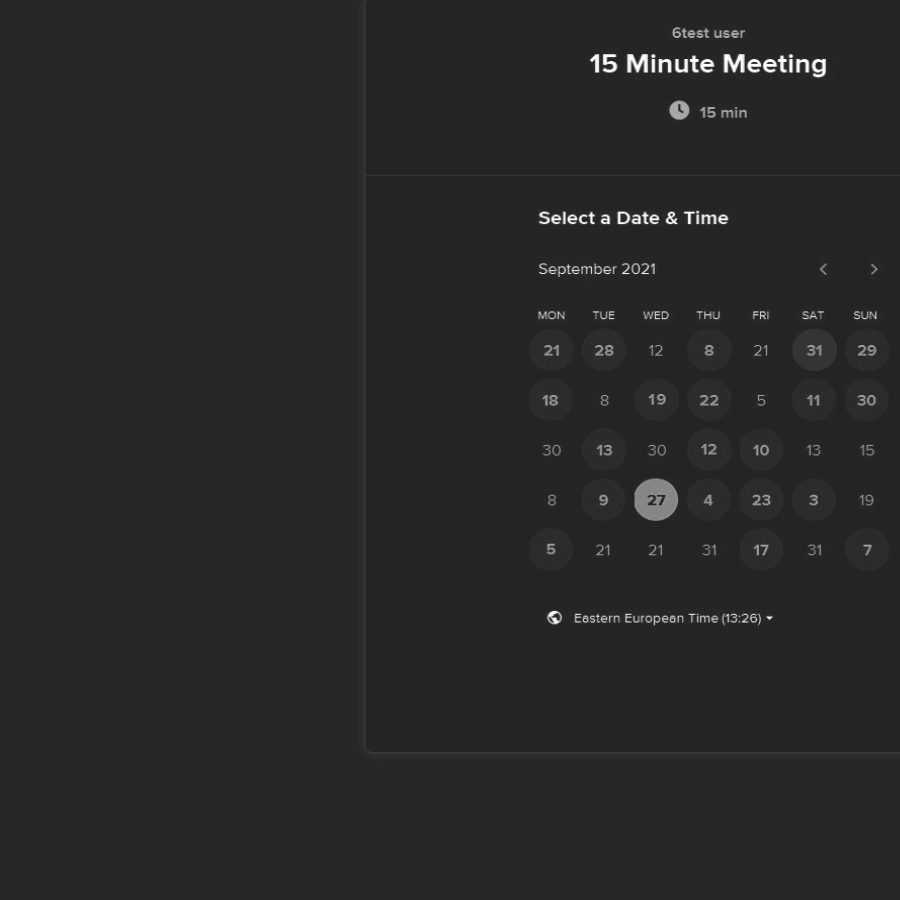 6test user
15 Minute Meeting
15 min
Select a Date & Time
September 2021
MON TUE WED THU FRI SAT SUN
21 28 12 8 21 31 29
18 8 19 22 5 11 30
30 13 30 12 10 13 15
8 9 27 4 23 3 19
5 21 21 31 17 31 7
Eastern European Time (13:26)